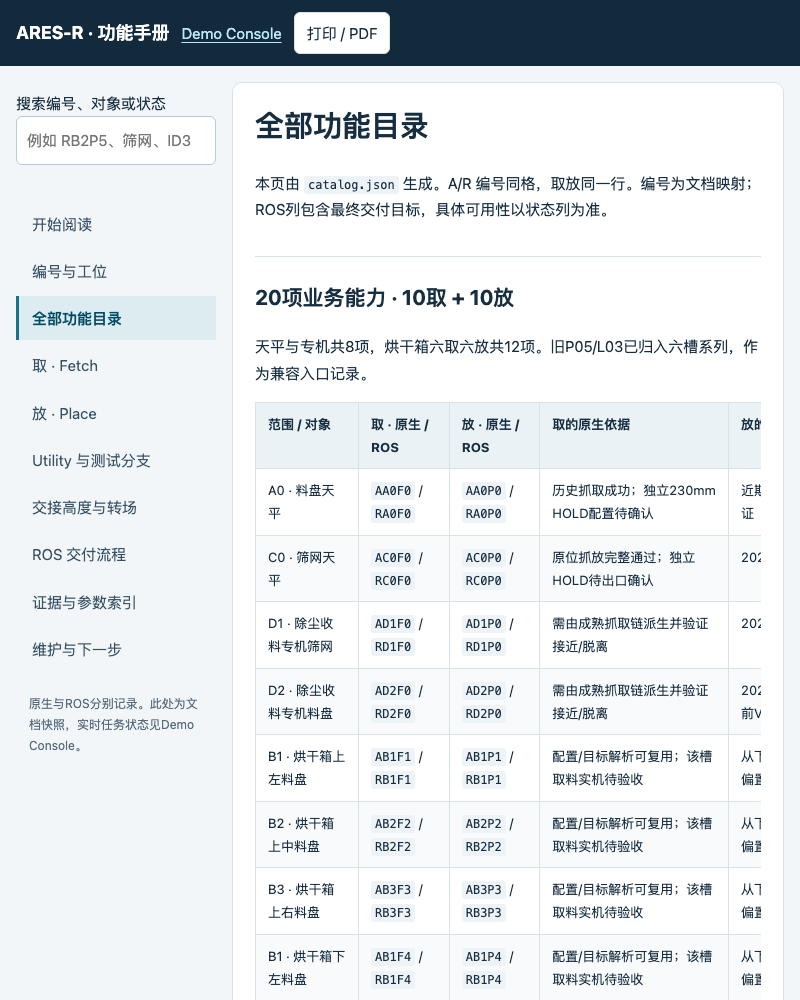 ARES-R · 功能手册 Demo Console 打印 / PDF
搜索编号、对象或状态
例如 RB2P5、筛网、ID3
开始阅读
编号与工位
全部功能目录
取 · Fetch
放 · Place
Utility 与测试分支
交接高度与转场
ROS 交付流程
证据与参数索引
维护与下一步
原生与ROS分别记录。此处为文
档快照，实时任务状态见Demo
Console。
全部功能目录
本页由 catalog.json 生成。A/R 编号同格，取放同一行。编号为文档映射；
ROS列包含最终交付目标，具体可用性以状态列为准。
20项业务能力 · 10取 + 10放
天平与专机共8项，烘干箱六取六放共12项。旧P05/L03已归入六槽系列，作
为兼容入口记录。
范围 / 对象 取 · 原生 / 放 · 原生 / 取的原生依据 放的
ROS ROS
A0 · 料盘天 AA0F0 / AA0P0 / 历史抓取成功；独立230mm 近期
平 RA0F0 RA0P0 HOLD配置待确认 证
C0 · 筛网天 AC0F0 / AC0P0 / 原位抓放完整通过；独立 202
平 RC0F0 RC0P0 HOLD待出口确认
D1 · 除尘收 AD1F0 / AD1P0 / 需由成熟抓取链派生并验证 202
料专机筛网 RD1F0 RD1P0 接近/脱离
D2 · 除尘收 AD2F0 / AD2P0 / 需由成熟抓取链派生并验证 202
料专机料盘 RD2F0 RD2P0 接近/脱离 前V
B1 · 烘干箱上 AB1F1 / AB1P1 / 配置/目标解析可复用；该槽 从下
左料盘 RB1F1 RB1P1 取料实机待验收 偏置
B2 · 烘干箱 AB2F2 / AB2P2 / 配置/目标解析可复用；该槽 从下
上中料盘 RB2F2 RB2P2 取料实机待验收 偏置
B3 · 烘干箱 AB3F3 / AB3P3 / 配置/目标解析可复用；该槽 从下
上右料盘 RB3F3 RB3P3 取料实机待验收 偏置
B1 · 烘干箱下 AB1F4 / AB1P4 / 配置/目标解析可复用；该槽 从下
左料盘 RB1F4 RB1P4 取料实机待验收 偏置